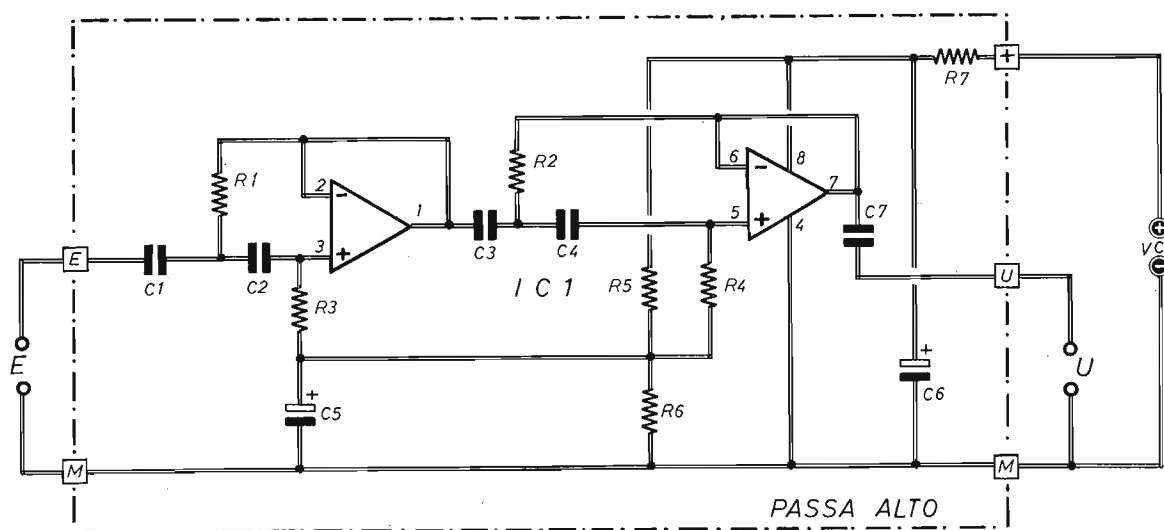 +
R7
R1
R2
2
-
1
3
+
6
-
8
7
5
+
4
C7
E
C1
C2
C3
C4
IC1
R3
R5
R4
U
+
-
VC
E
+
C5
R6
+
C6
U
M
M
PASSA ALTO